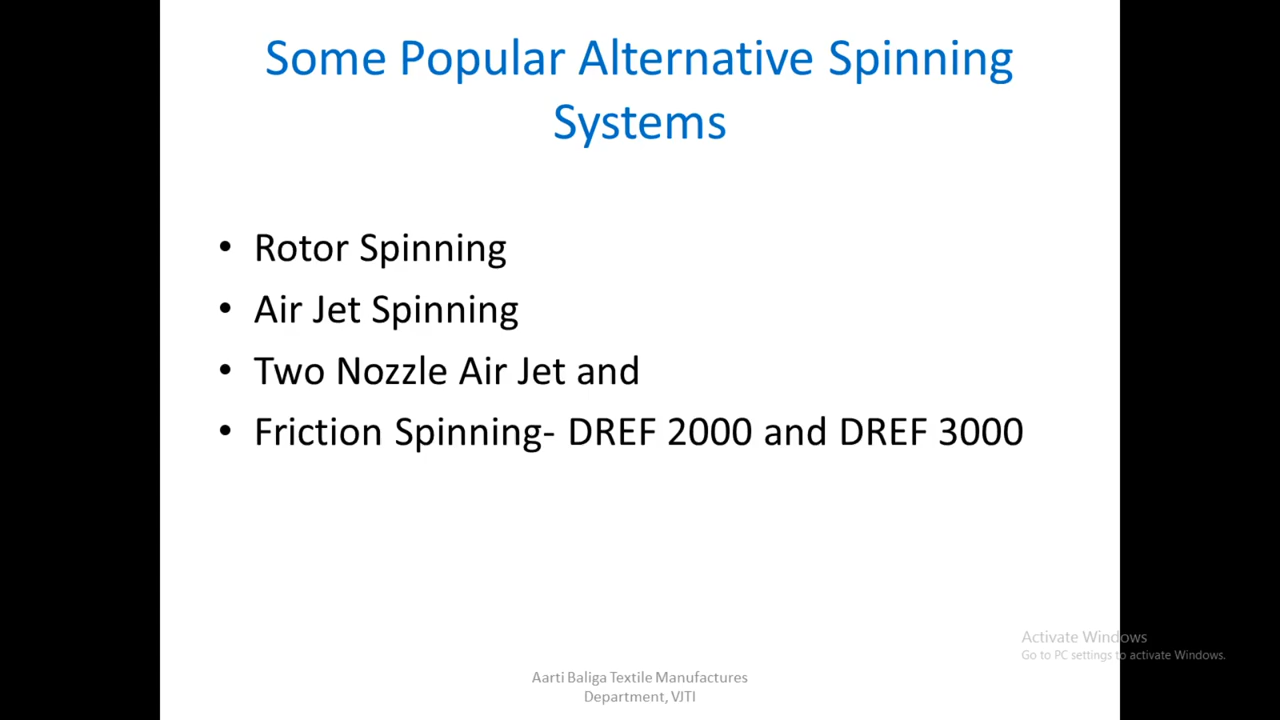 Some Popular Alternative Spinning
Systems
• Rotor Spinning
• Air Jet Spinning
• Two Nozzle Air Jet and
• Friction Spinning- DREF 2000 and DREF 3000
Activate Windows
Go to PC settings to activate Windows.
Aarti Baliga Textile Manufactures
Department, VJTI